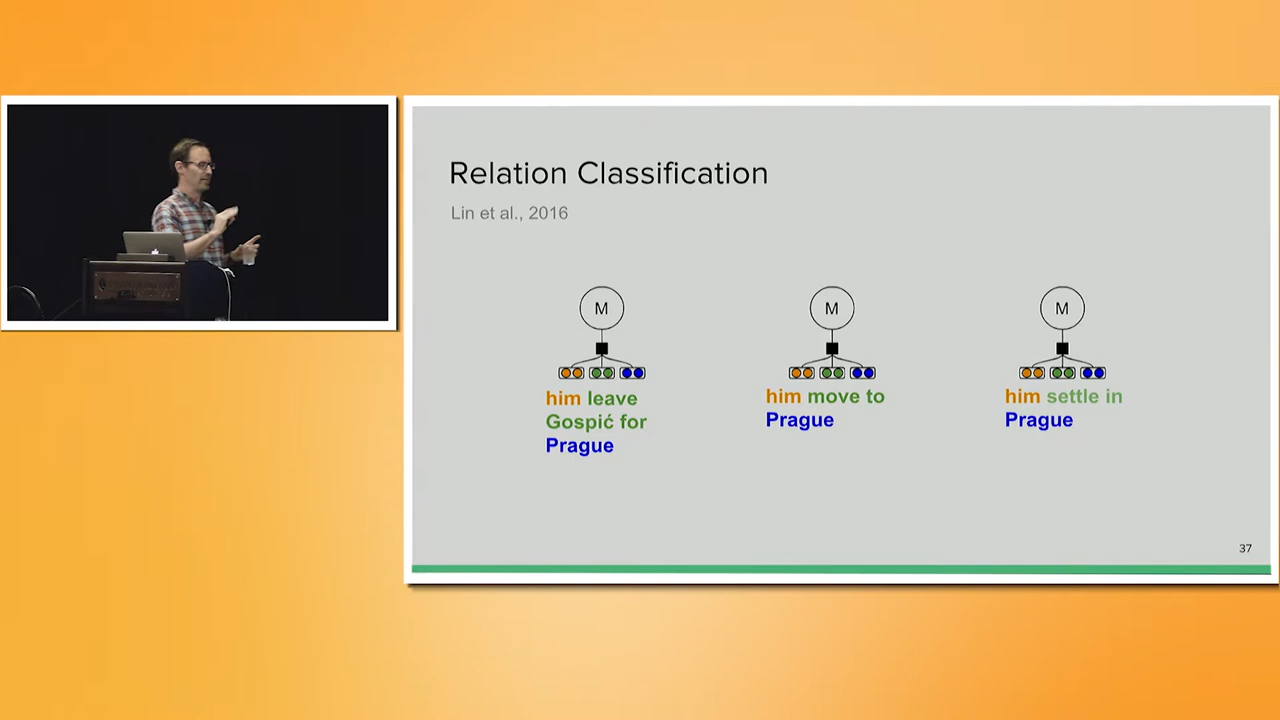 Relation Classification
Lin et al., 2016
M
M
M
him leave
Gospić for
Prague
him move to
Prague
him settle in
Prague
37